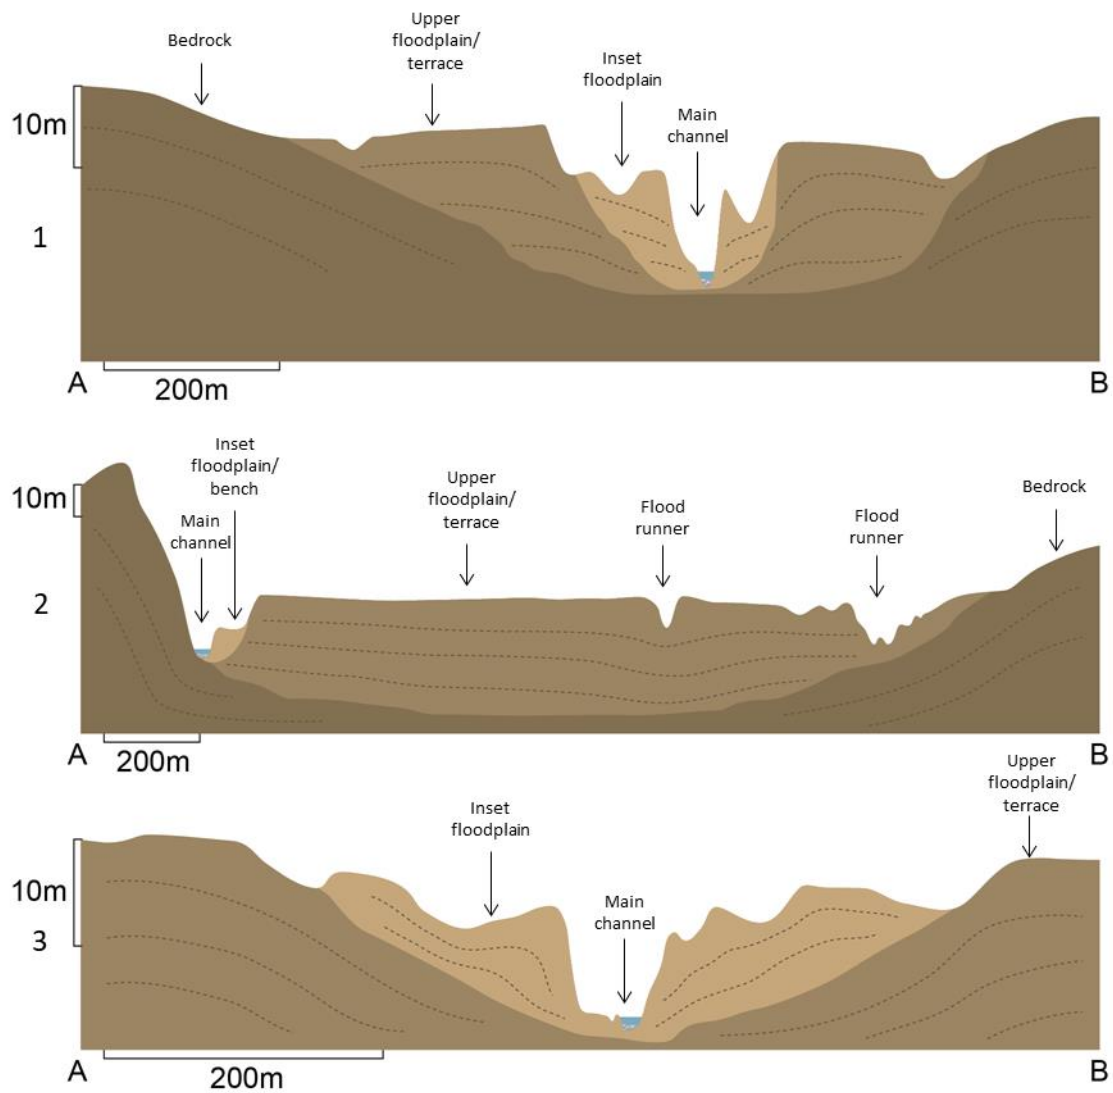 Bedrock
Upper
floodplain/
terrace
Inset
floodplain
Main
channel
10m
1
A
200m
B
Inset
floodplain/
bench
Main
channel
Upper
floodplain/
terrace
Flood
runner
Flood
runner
Bedrock
10m
2
A
200m
B
Inset
floodplain
Main
channel
Upper
floodplain/
terrace
10m
3
A
200m
B